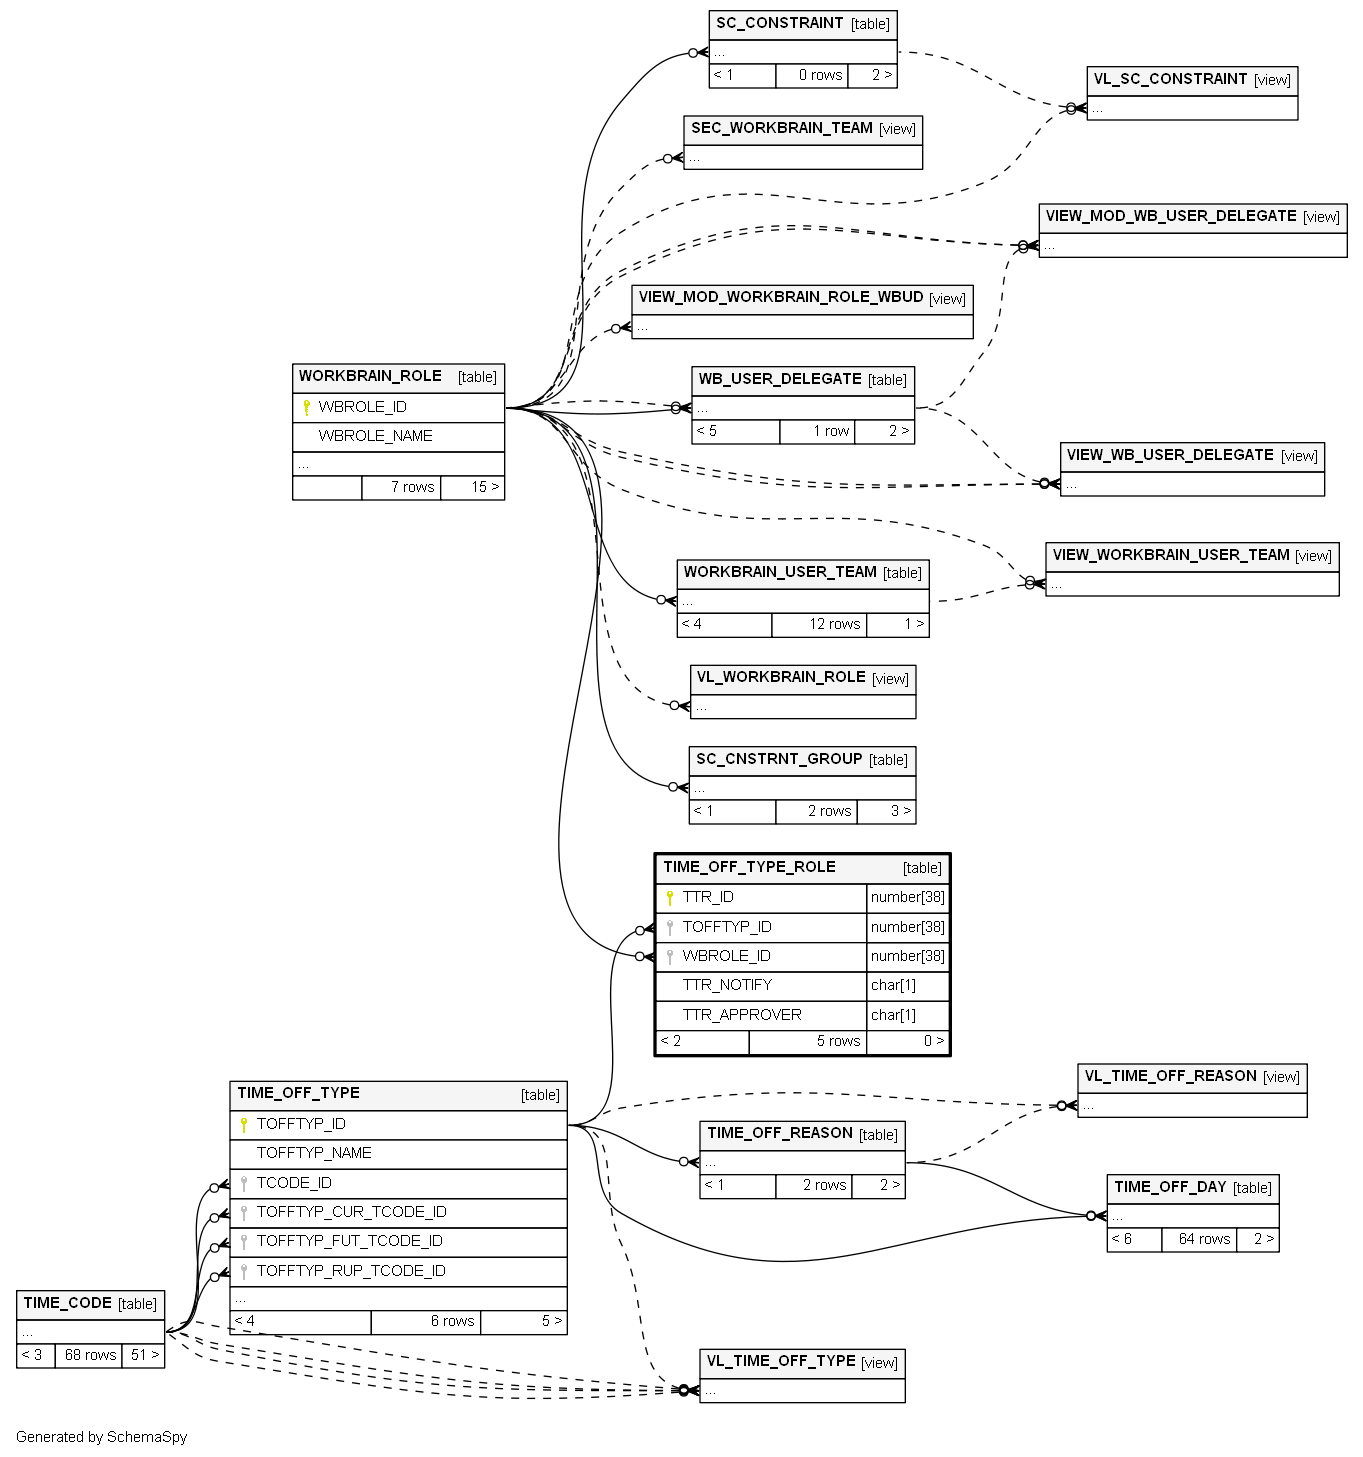 SC_CONSTRAINT [table]
...
< 1 0 rows 2 >
VL_SC_CONSTRAINT [view]
...
SEC_WORKBRAIN_TEAM [view]
...
VIEW_MOD_WB_USER_DELEGATE [view]
...
VIEW_MOD_WORKBRAIN_ROLE_WBUD [view]
...
WORKBRAIN_ROLE [table]
WBROLE_ID
WBROLE_NAME
...
7 rows 15 >
WB_USER_DELEGATE [table]
...
< 5 1 row 2 >
VIEW_WB_USER_DELEGATE [view]
...
VIEW_WORKBRAIN_USER_TEAM [view]
...
WORKBRAIN_USER_TEAM [table]
...
< 4 12 rows 1 >
VL_WORKBRAIN_ROLE [view]
...
SC_CNSTRNT_GROUP [table]
...
< 1 2 rows 3 >
TIME_OFF_TYPE_ROLE [table]
TTR_ID number[38]
TOFFTYP_ID number[38]
WBROLE_ID number[38]
TTR_NOTIFY char[1]
TTR_APPROVER char[1]
< 2 5 rows 0 >
TIME_OFF_TYPE [table]
TOFFTYP_ID
TOFFTYP_NAME
TCODE_ID
TOFFTYP_CUR_TCODE_ID
TOFFTYP_FUT_TCODE_ID
TOFFTYP_RUP_TCODE_ID
...
< 4 6 rows 5 >
VL_TIME_OFF_REASON [view]
...
TIME_OFF_REASON [table]
...
< 1 2 rows 2 >
TIME_OFF_DAY [table]
...
< 6 64 rows 2 >
TIME_CODE [table]
...
< 3 68 rows 51 >
VL_TIME_OFF_TYPE [view]
...
Generated by SchemaSpy